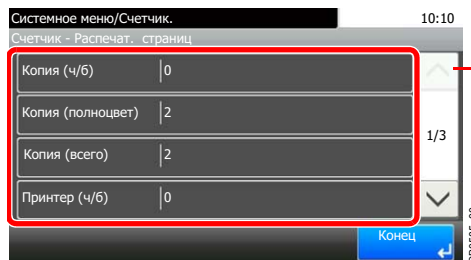 Системное меню/Счетчик. 10:10
Счетчик - Распечат. страниц
Копия (ч/б) 0
Копия (полноцвет) 2
1/3
Копия (всего) 2
Принтер (ч/б) 0
Конец